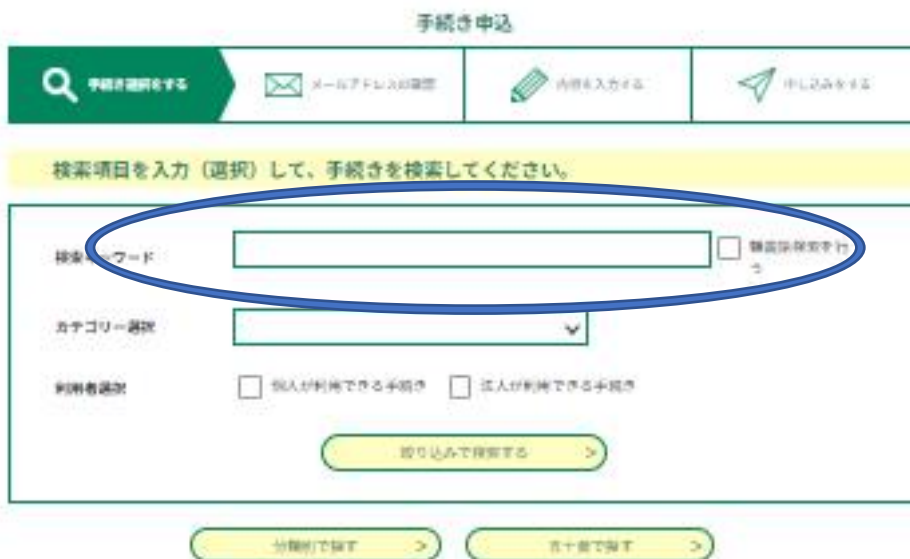 手続き申込
手続き選択をする
メールアドレスの確認
内容を入力する
申し込みをする
検索項目を入力（選択）して、手続きを検索してください。
検索キーワード
類義語検索を行
う
カテゴリー選択
利用者選択
個人が利用できる手続き
法人が利用できる手続き
絞り込みで検索する >
分類別で探す >
五十音で探す >